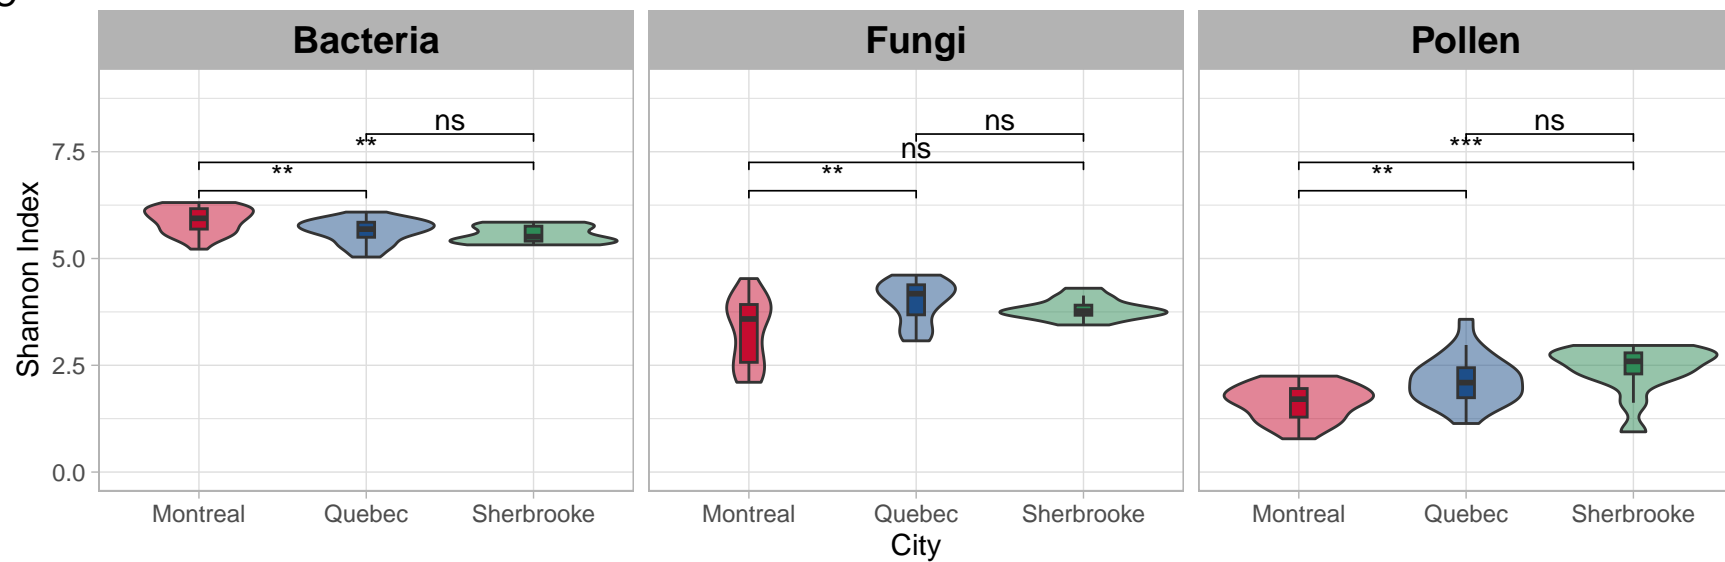 Bacteria
Fungi
Pollen
Shannon Index
7.5
5.0
2.5
0.0
ns
**
**
ns
ns
**
ns
***
**
Montreal
Quebec
Sherbrooke
Montreal
Quebec
Sherbrooke
Montreal
Quebec
Sherbrooke
City